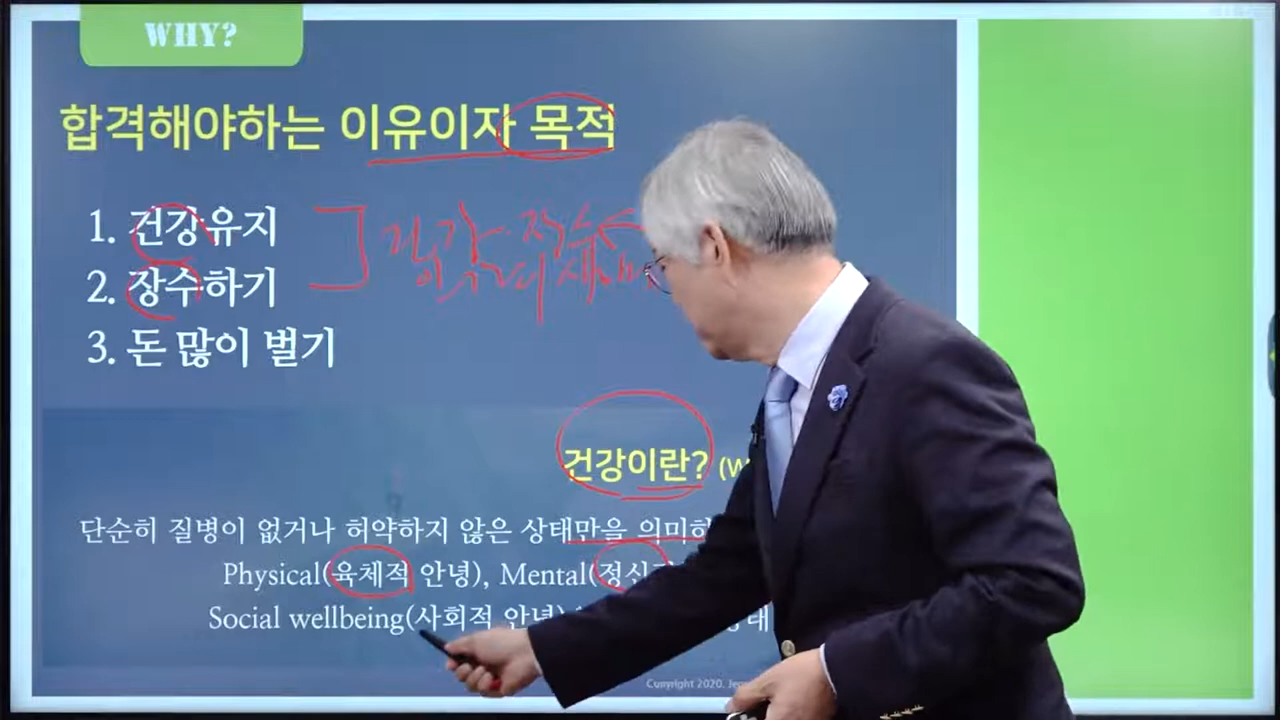 WHY?
합격해야하는 이유이자 목적
1. 건강유지
2. 장수하기
3. 돈 많이 벌기
건강이란? (W
단순히 질병이 없거나 허약하지 않은 상태만을 의미하
Physical(육체적 안녕), Mental(정신
Social wellbeing(사회적 안녕)
Copyright 2020.